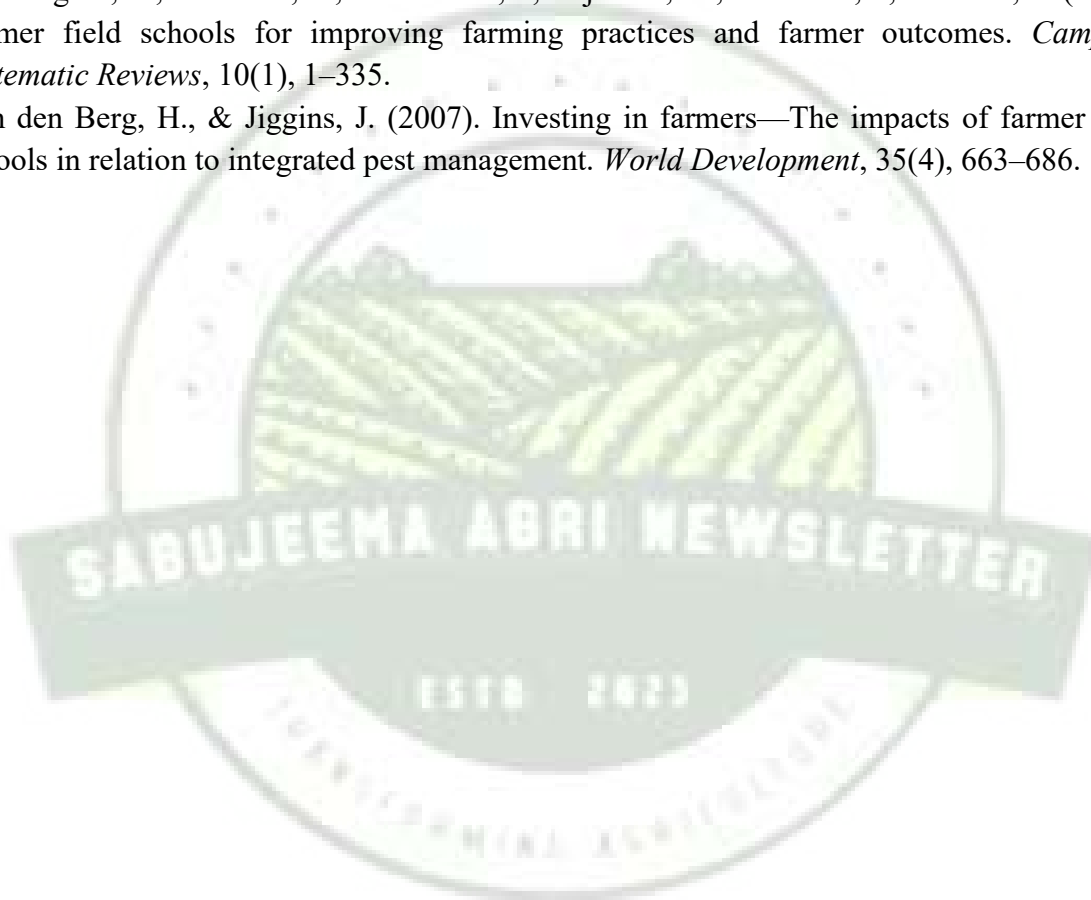 mer field schools for improving farming practices and farmer outcomes. Cam
tematic Reviews, 10(1), 1–335.
n den Berg, H., & Jiggins, J. (2007). Investing in farmers—The impacts of farmer
ools in relation to integrated pest management. World Development, 35(4), 663–686.
SABUJEEMA AGRI NEWSLETTER
ESTD 2023
TRANSFORMING AGRICULTURE